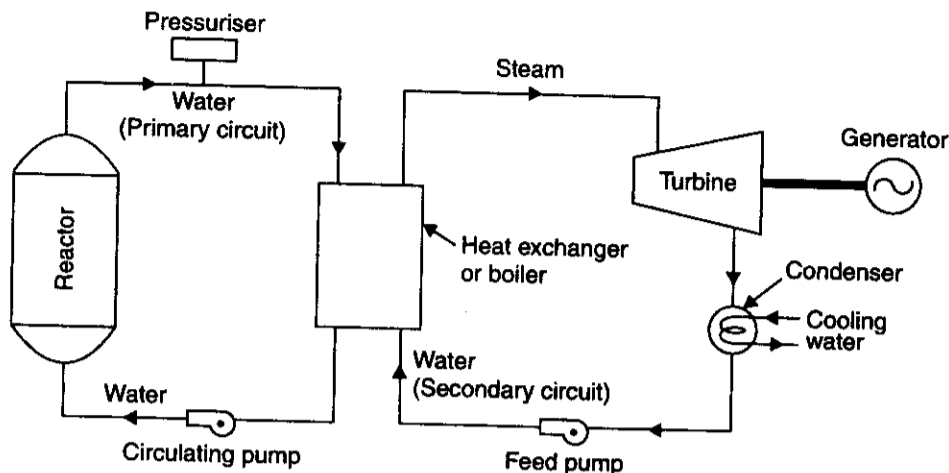 Pressuriser
Water
(Primary circuit)
Steam
Generator
Turbine
Reactor
Heat exchanger
or boiler
Condenser
Cooling
water
Water
(Secondary circuit)
Water
Circulating pump
Feed pump